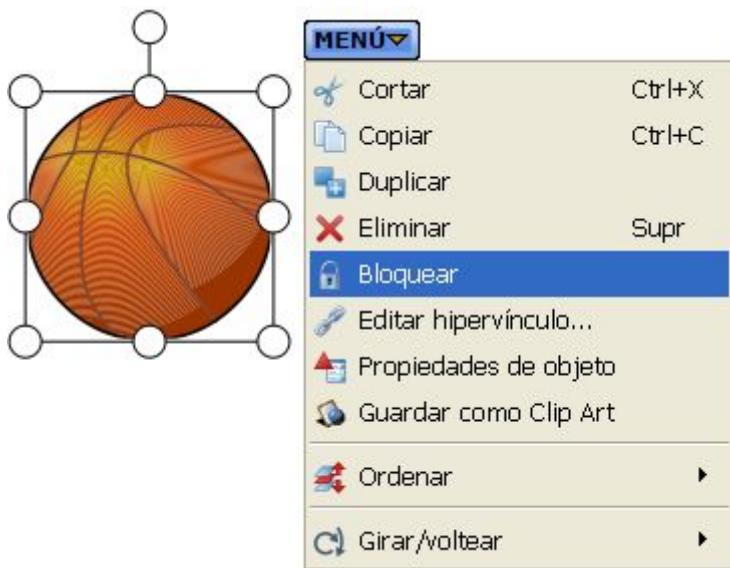 MENÚ
Cortar Ctrl+X
Copiar Ctrl+C
Duplicar
Eliminar Supr
Bloquear
Editar hipervínculo...
Propiedades de objeto
Guardar como Clip Art
Ordenar
Girar/voltear